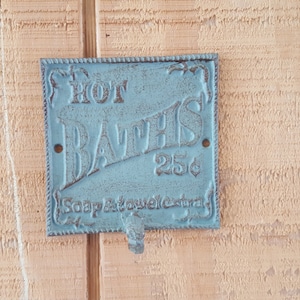 HOT
BATHS
25¢
Soap & towel extra